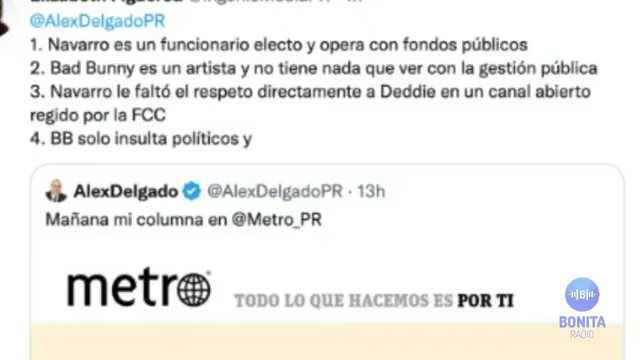 @AlexDelgadoPR
1. Navarro es un funcionario electo y opera con fondos públicos
2. Bad Bunny es un artista y no tiene nada que ver con la gestión pública
3. Navarro le faltó el respeto directamente a Deddie en un canal abierto
regido por la FCC
4. BB solo insulta políticos y
AlexDelgado @AlexDelgadoPR · 13h
Mañana mi columna en @Metro_PR
metro TODO LO QUE HACEMOS ES POR TI
BONITA
RADIO